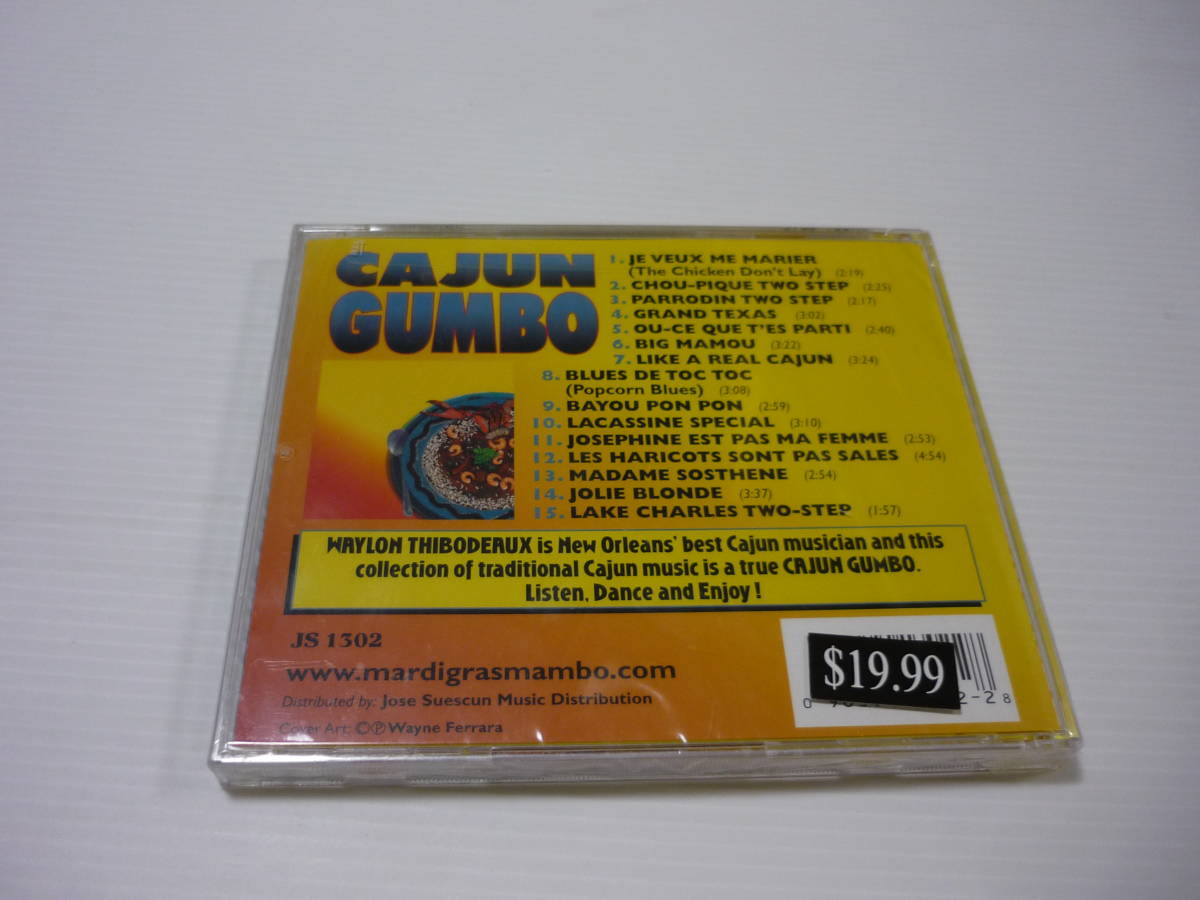 CAJUN
GUMBO
1. JE VEUX ME MARIER
(The Chicken Don't Lay) (2:19)
2. CHOU-PIQUE TWO STEP (2:25)
3. PARRODIN TWO STEP (2:17)
4. GRAND TEXAS (3:02)
5. OU-CE QUE T'ES PARTI (2:40)
6. BIG MAMOU (3:22)
7. LIKE A REAL CAJUN (3:24)
8. BLUES DE TOC TOC
(Popcorn Blues) (3:08)
9. BAYOU PON PON (2:59)
10. LACASSINE SPECIAL (3:10)
11. JOSEPHINE EST PAS MA FEMME (2:53)
12. LES HARICOTS SONT PAS SALES (4:54)
13. MADAME SOSTHENE (2:54)
14. JOLIE BLONDE (3:37)
15. LAKE CHARLES TWO-STEP (1:57)
WAYLON THIBODEAUX is New Orleans' best Cajun musician and this
collection of traditional Cajun music is a true CAJUN GUMBO.
Listen, Dance and Enjoy!
JS 1302
www.mardigrasmambo.com
Distributed by: Jose Suescun Music Distribution
Cover Art: ©℗ Wayne Ferrara
$19.99
2-2 8